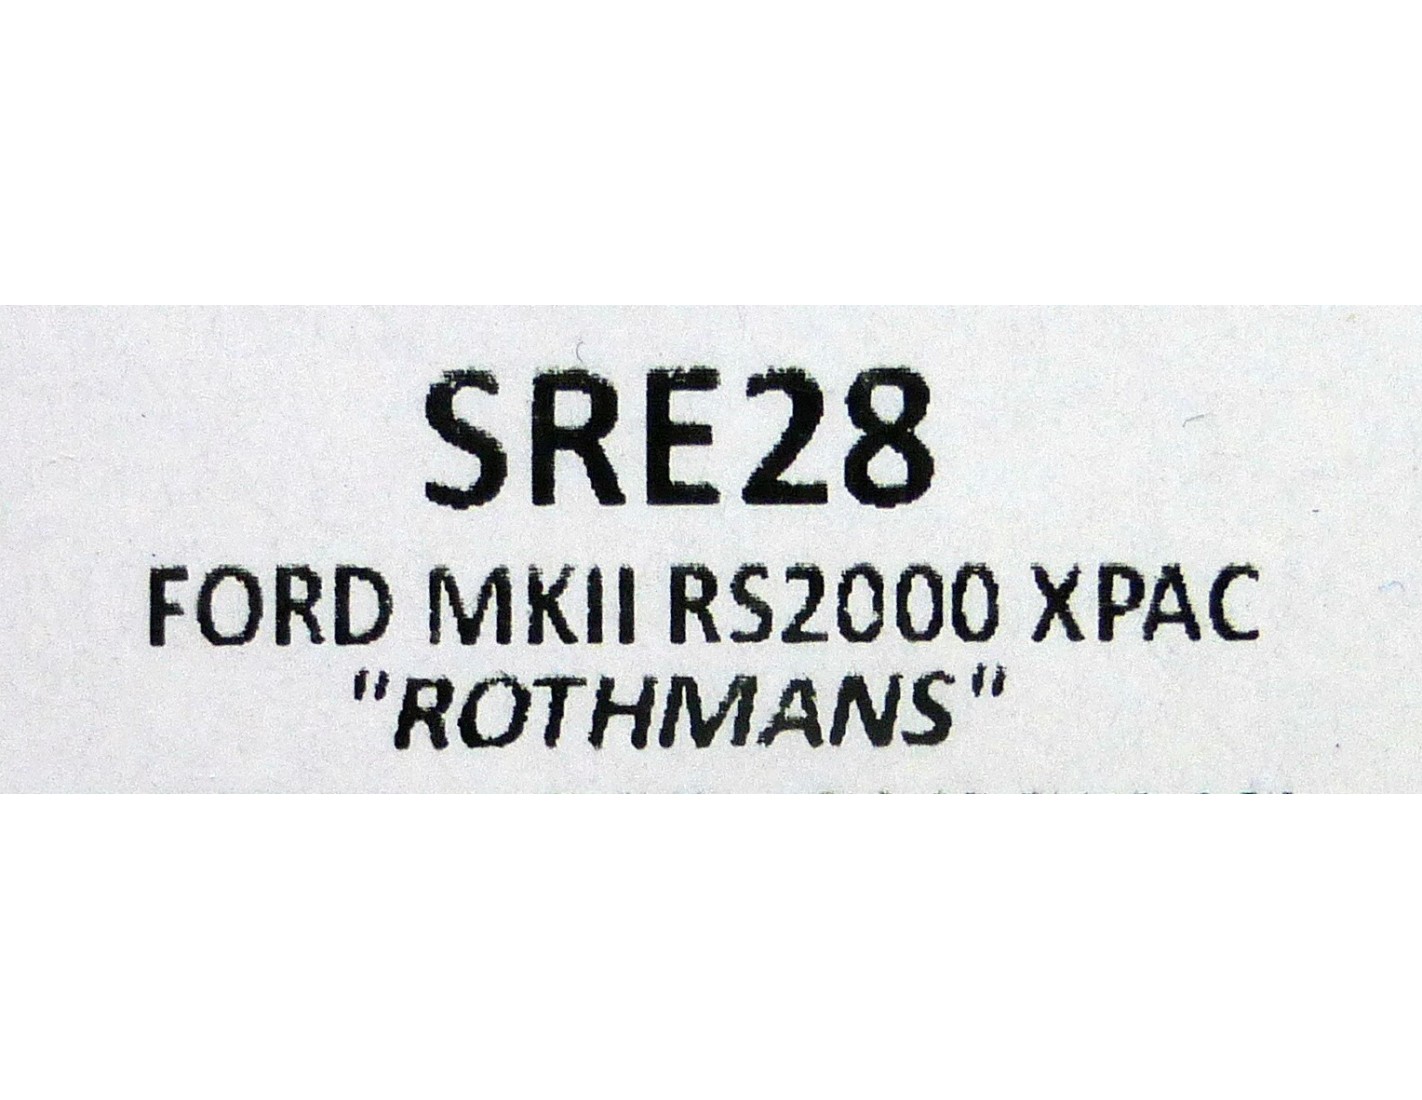 SRE28
FORD MKII RS2000 XPAC
"ROTHMANS"